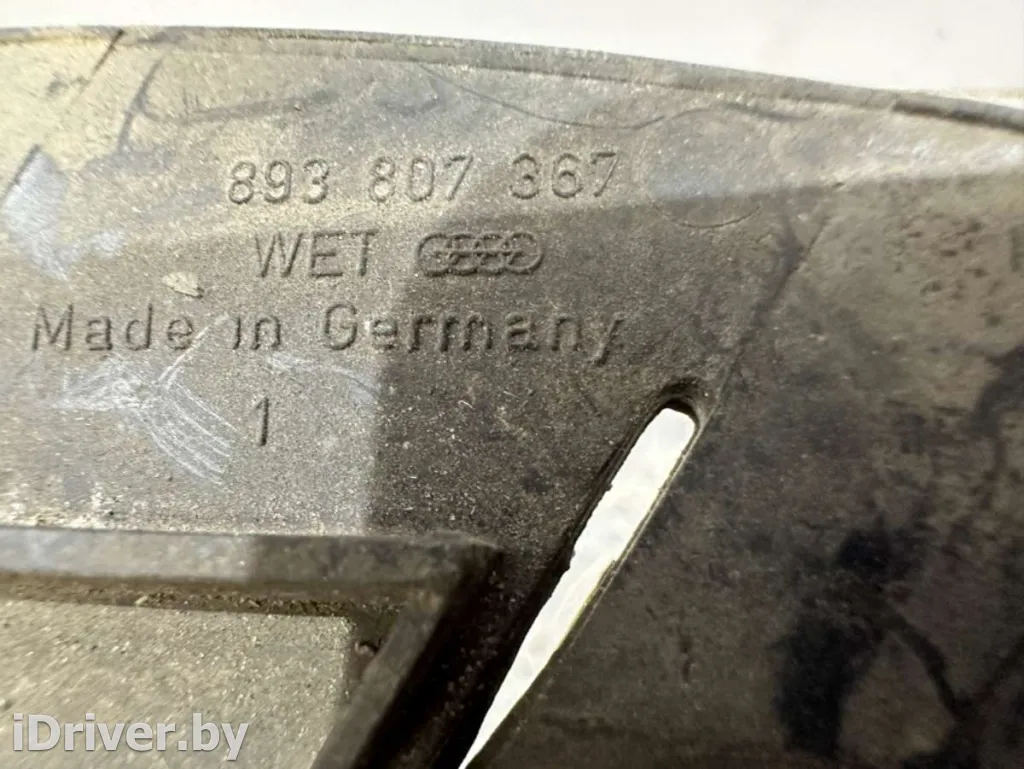 893 807 367
WET
Made in Germany
1
iDriver.by